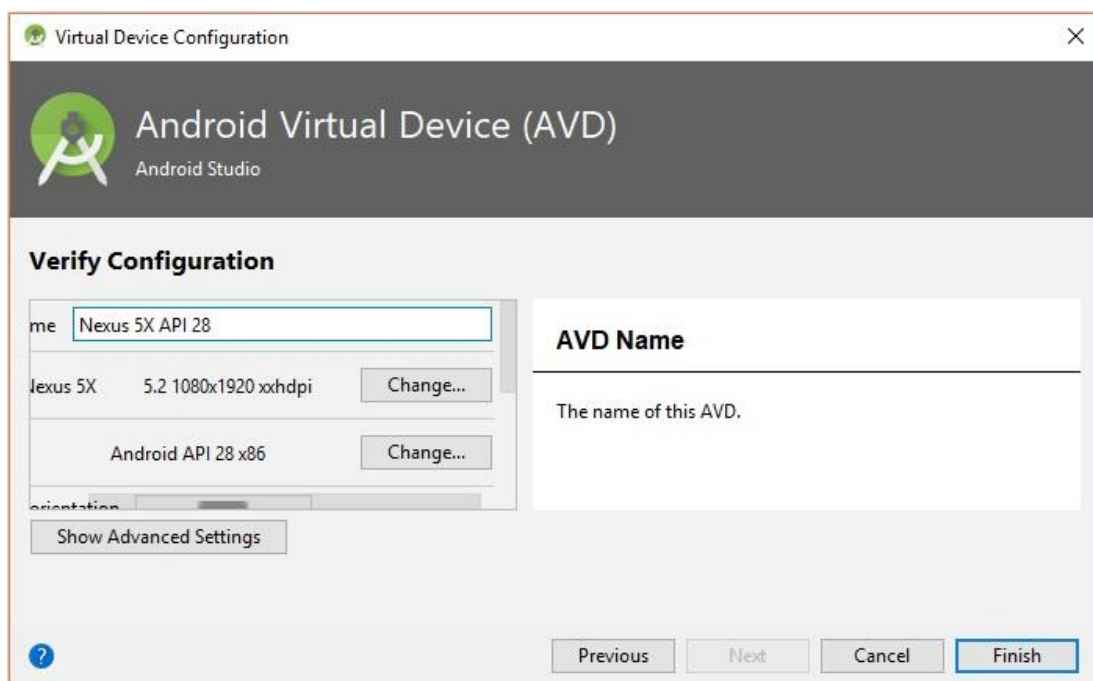 Virtual Device Configuration
Android Virtual Device (AVD)
Android Studio
Verify Configuration
me Nexus 5X API 28
Nexus 5X 5.2 1080x1920 xxhdpi Change...
Android API 28 x86 Change...
orientation
Show Advanced Settings
AVD Name
The name of this AVD.
? Previous Next Cancel Finish